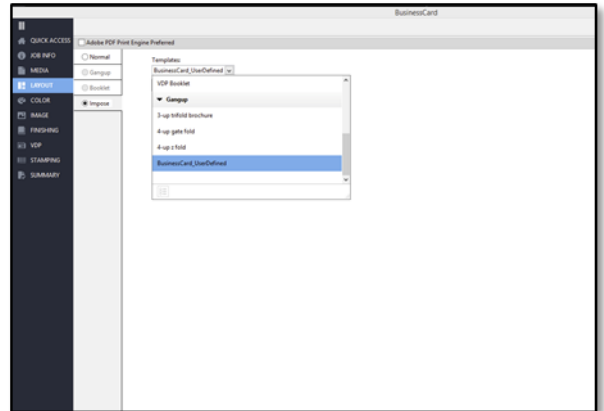 BusinessCard
QUICK ACCESS
JOB INFO
MEDIA
LAYOUT
COLOR
IMAGE
FINISHING
VDP
STAMPING
SUMMARY
Adobe PDF Print Engine Preferred
Normal
Gangup
Booklet
Impose
Templates:
BusinessCard_UserDefined
VDP Booklet
Gangup
3-up trifold brochure
4-up gate fold
4-up z fold
BusinessCard_UserDefined